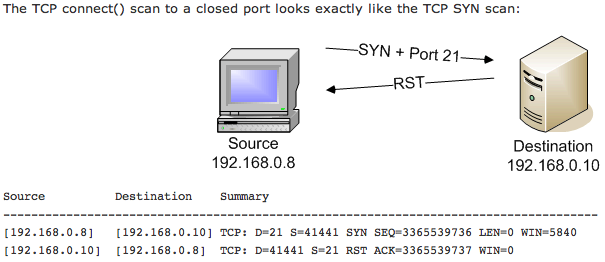 The TCP connect() scan to a closed port looks exactly like the TCP SYN scan:
SYN + Port 21
RST
Source
192.168.0.8
Destination
192.168.0.10
Source Destination Summary
--------------------------------------------------------------------------------------
[192.168.0.8] [192.168.0.10] TCP: D=21 S=41441 SYN SEQ=3365539736 LEN=0 WIN=5840
[192.168.0.10] [192.168.0.8] TCP: D=41441 S=21 RST ACK=3365539737 WIN=0